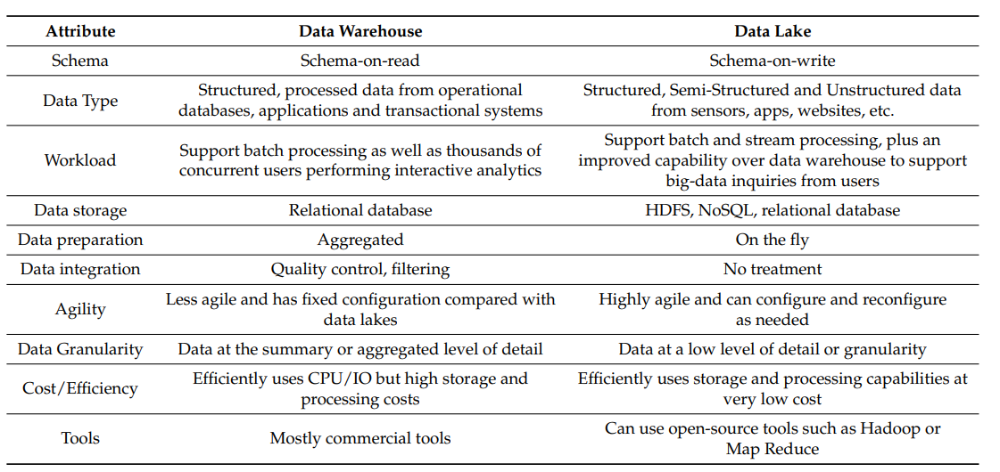 Attribute Data Warehouse Data Lake
Schema Schema-on-read Schema-on-write
Data Type Structured, processed data from operational databases, applications and transactional systems Structured, Semi-Structured and Unstructured data from sensors, apps, websites, etc.
Workload Support batch processing as well as thousands of concurrent users performing interactive analytics Support batch and stream processing, plus an improved capability over data warehouse to support big-data inquiries from users
Data storage Relational database HDFS, NoSQL, relational database
Data preparation Aggregated On the fly
Data integration Quality control, filtering No treatment
Agility Less agile and has fixed configuration compared with data lakes Highly agile and can configure and reconfigure as needed
Data Granularity Data at the summary or aggregated level of detail Data at a low level of detail or granularity
Cost/Efficiency Efficiently uses CPU/IO but high storage and processing costs Efficiently uses storage and processing capabilities at very low cost
Tools Mostly commercial tools Can use open-source tools such as Hadoop or Map Reduce